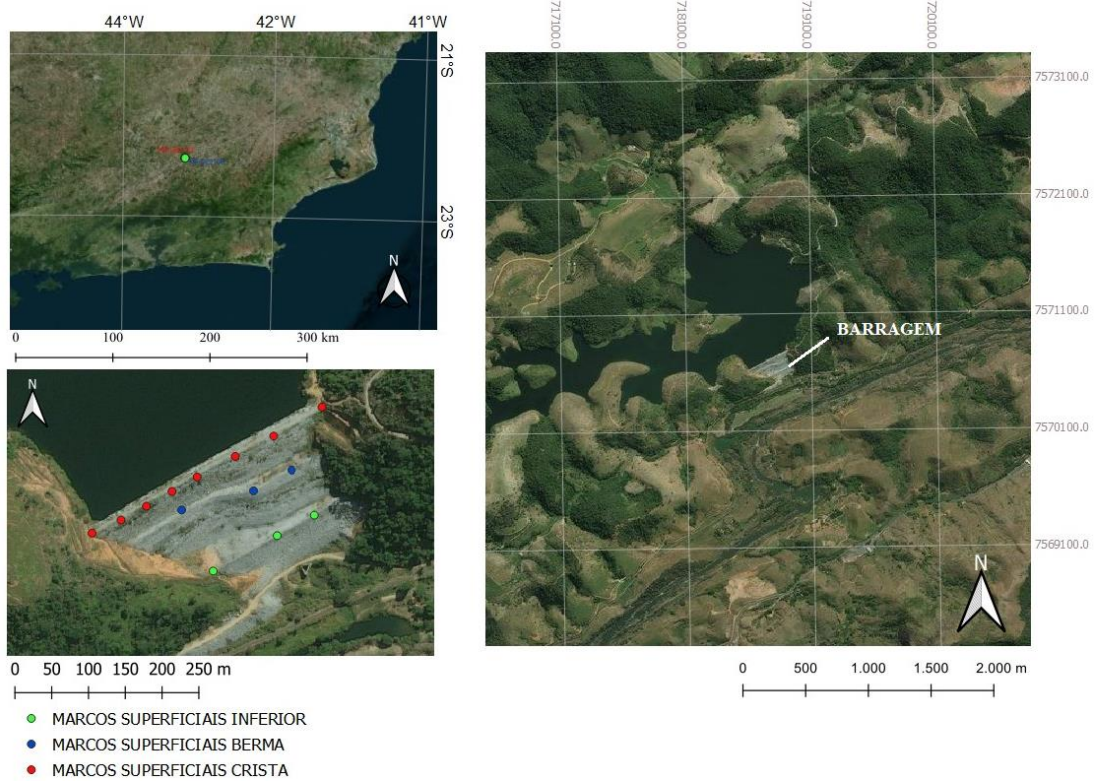 44°W
42°W
41°W
21°S
23°S
N
0
100
200
300 km
N
0
50
100
150
200
250 m
MARCOS SUPERFICIAIS INFERIOR
MARCOS SUPERFICIAIS BERMA
MARCOS SUPERFICIAIS CRISTA
717100.0
718100.0
719100.0
720100.0
7573100.0
7572100.0
7571100.0
7570100.0
7569100.0
BARRAGEM
N
0
500
1.000
1.500
2.000 m